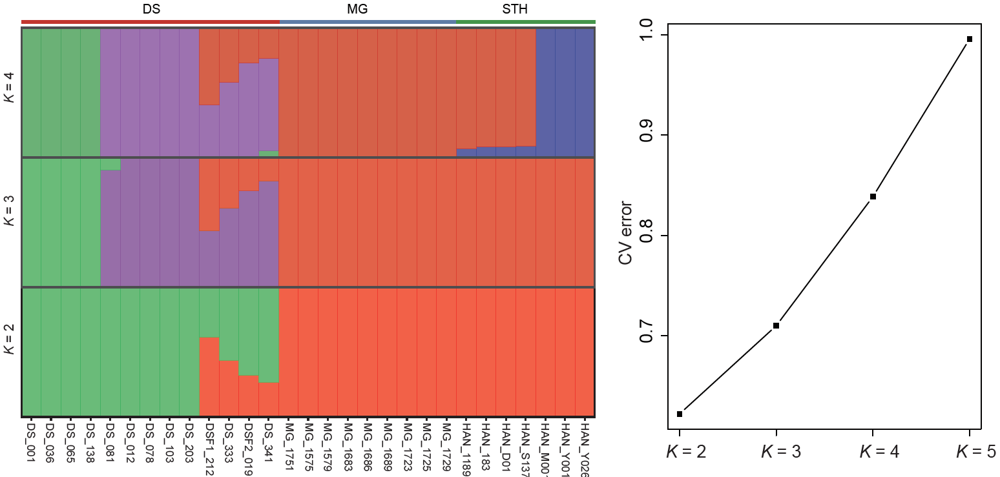 DS MG STH
K = 4
K = 3
K = 2
DS_001
DS_036
DS_065
DS_138
DS_081
DS_012
DS_078
DS_103
DS_203
DSF1_212
DS_333
DSF2_019
DS_341
MG_1751
MG_1575
MG_1579
MG_1683
MG_1686
MG_1689
MG_1723
MG_1725
MG_1729
HAN_1189
HAN_183
HAN_D01
HAN_S137
HAN_M001
HAN_Y001
HAN_Y026
CV error
1.0
0.9
0.8
0.7
K = 2 K = 3 K = 4 K = 5